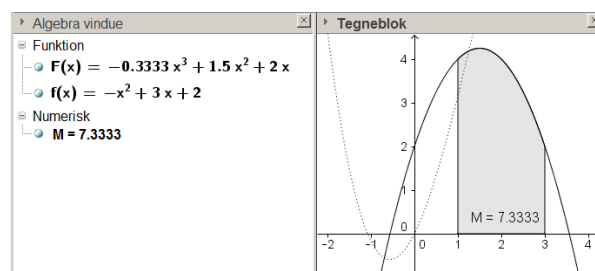 Algebra vindue
Funktion
F(x) = −0.3333 x³ + 1.5 x² + 2 x
f(x) = −x² + 3 x + 2
Numerisk
M = 7.3333
Tegneblok
4
3
2
1
0
M = 7.3333
-2 -1 0 1 2 3 4